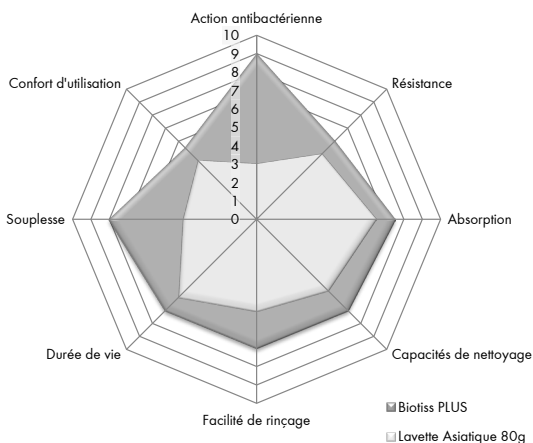 Action antibactérienne
10
9
8
7
6
5
4
3
2
1
0
Confort d'utilisation
Résistance
Souplesse
Absorption
Durée de vie
Capacités de nettoyage
Facilité de rinçage
Biotiss PLUS
Lavette Asiatique 80g